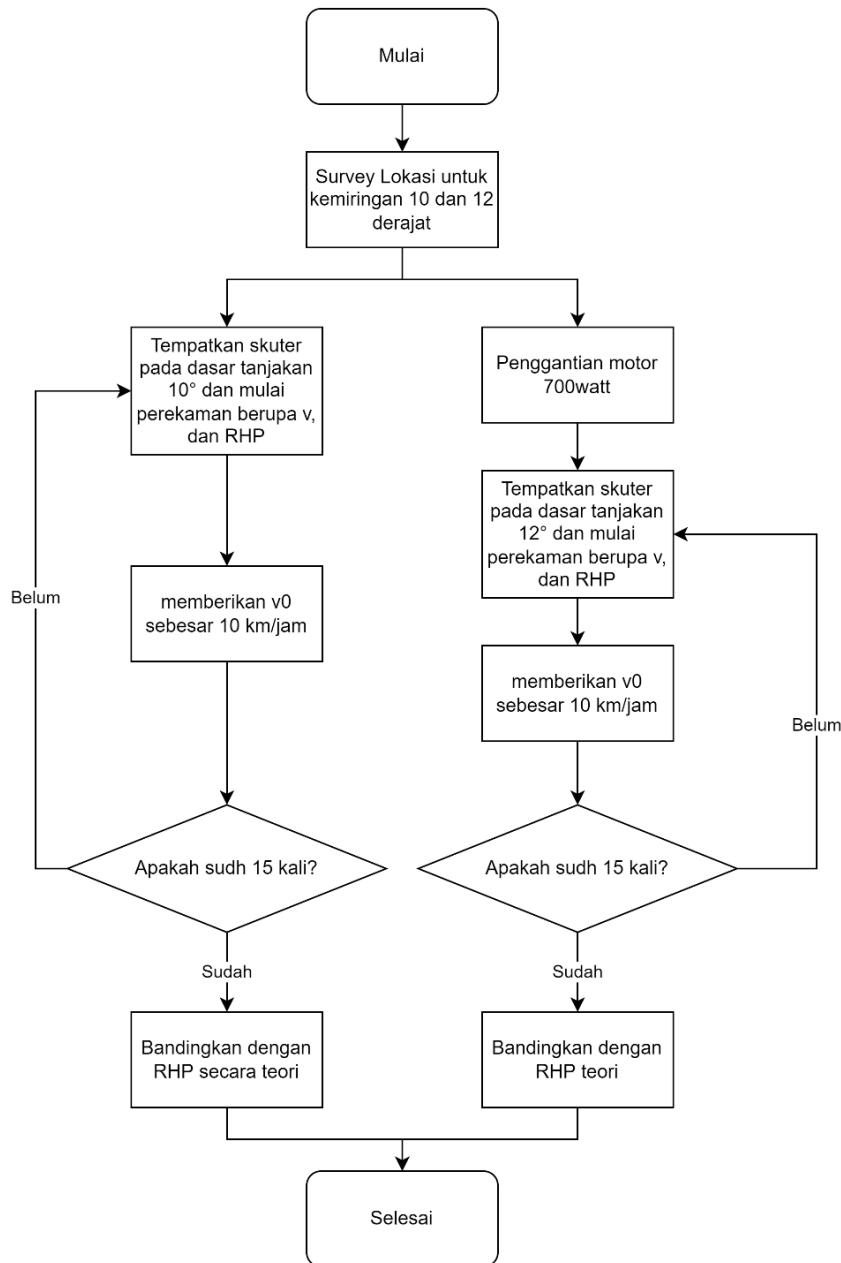 Mulai
Survey Lokasi untuk
kemiringan 10 dan 12
derajat
Tempatkan skuter
pada dasar tanjakan
10° dan mulai
perekaman berupa v,
dan RHP
Penggantian motor
700watt
Tempatkan skuter
pada dasar tanjakan
12° dan mulai
perekaman berupa v,
dan RHP
Belum
memberikan v0
sebesar 10 km/jam
memberikan v0
sebesar 10 km/jam
Belum
Apakah sudh 15 kali?
Apakah sudh 15 kali?
Sudah
Sudah
Bandingkan dengan
RHP secara teori
Bandingkan dengan
RHP teori
Selesai